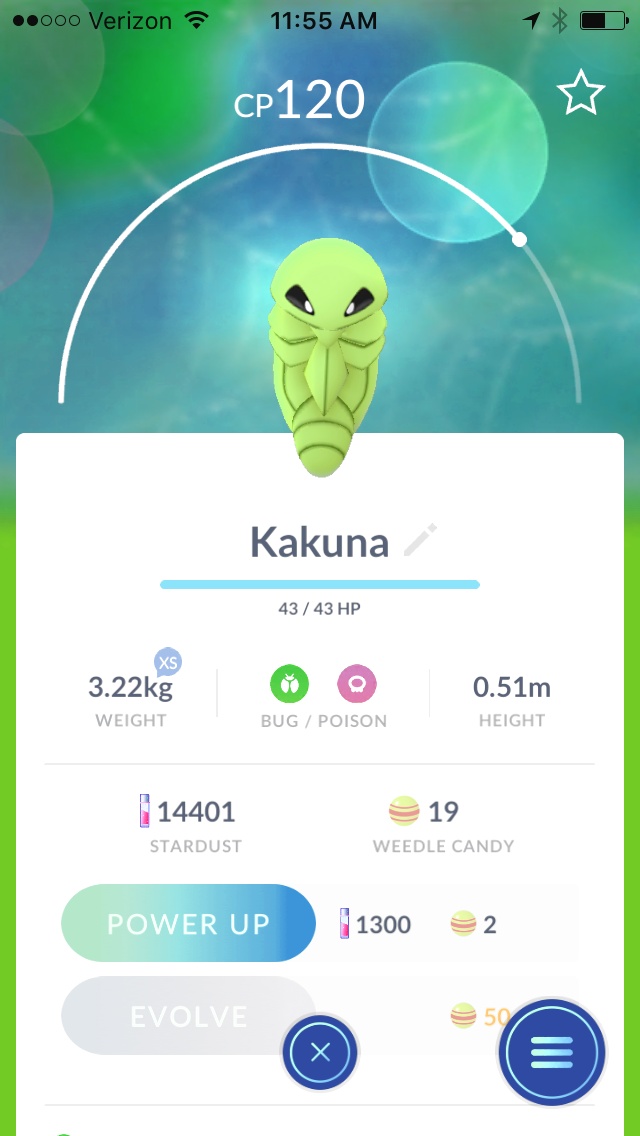 Verizon 11:55 AM
CP120
Kakuna
43 / 43 HP
XS
3.22kg 0.51m
WEIGHT BUG / POISON HEIGHT
14401 19
STARDUST WEEDLE CANDY
POWER UP 1300 2
EVOLVE 50